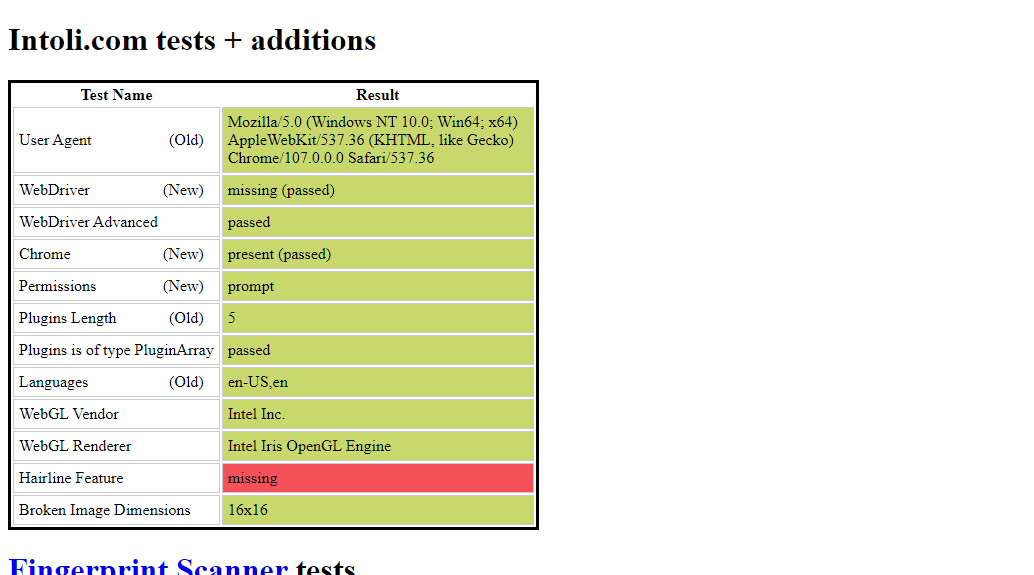 Intoli.com tests + additions
Test Name Result
User Agent (Old) Mozilla/5.0 (Windows NT 10.0; Win64; x64)
AppleWebKit/537.36 (KHTML, like Gecko)
Chrome/107.0.0.0 Safari/537.36
WebDriver (New) missing (passed)
WebDriver Advanced passed
Chrome (New) present (passed)
Permissions (New) prompt
Plugins Length (Old) 5
Plugins is of type PluginArray passed
Languages (Old) en-US,en
WebGL Vendor Intel Inc.
WebGL Renderer Intel Iris OpenGL Engine
Hairline Feature missing
Broken Image Dimensions 16x16
Fingerprint Scanner tests